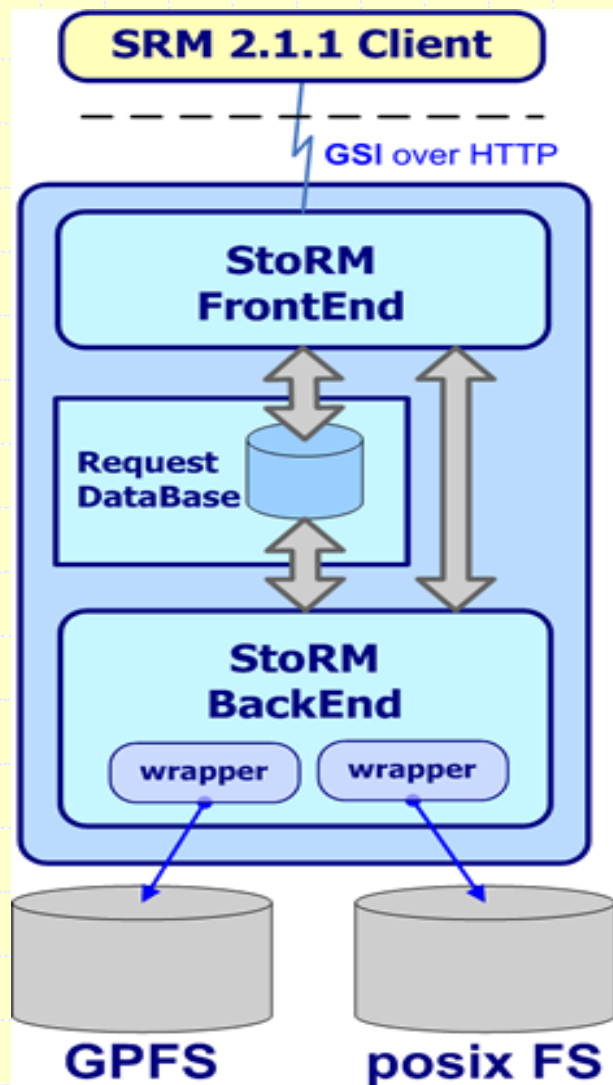 SRM 2.1.1 Client
GSI over HTTP
StoRM
FrontEnd
Request
DataBase
StoRM
BackEnd
wrapper
wrapper
GPFS
posix FS